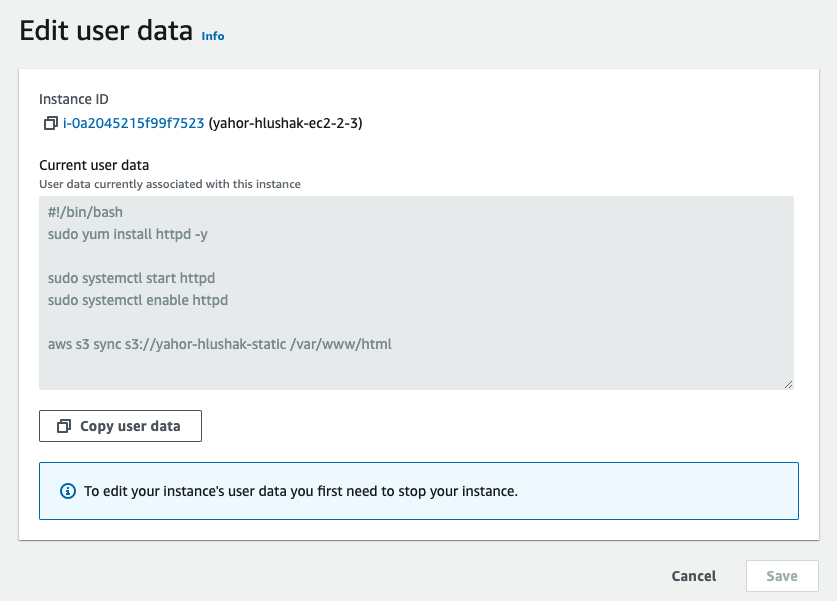 Edit user data Info
Instance ID
i-0a2045215f99f7523 (yahor-hlushak-ec2-2-3)
Current user data
User data currently associated with this instance
#!/bin/bash
sudo yum install httpd -y
sudo systemctl start httpd
sudo systemctl enable httpd
aws s3 sync s3://yahor-hlushak-static /var/www/html
Copy user data
To edit your instance's user data you first need to stop your instance.
Cancel Save